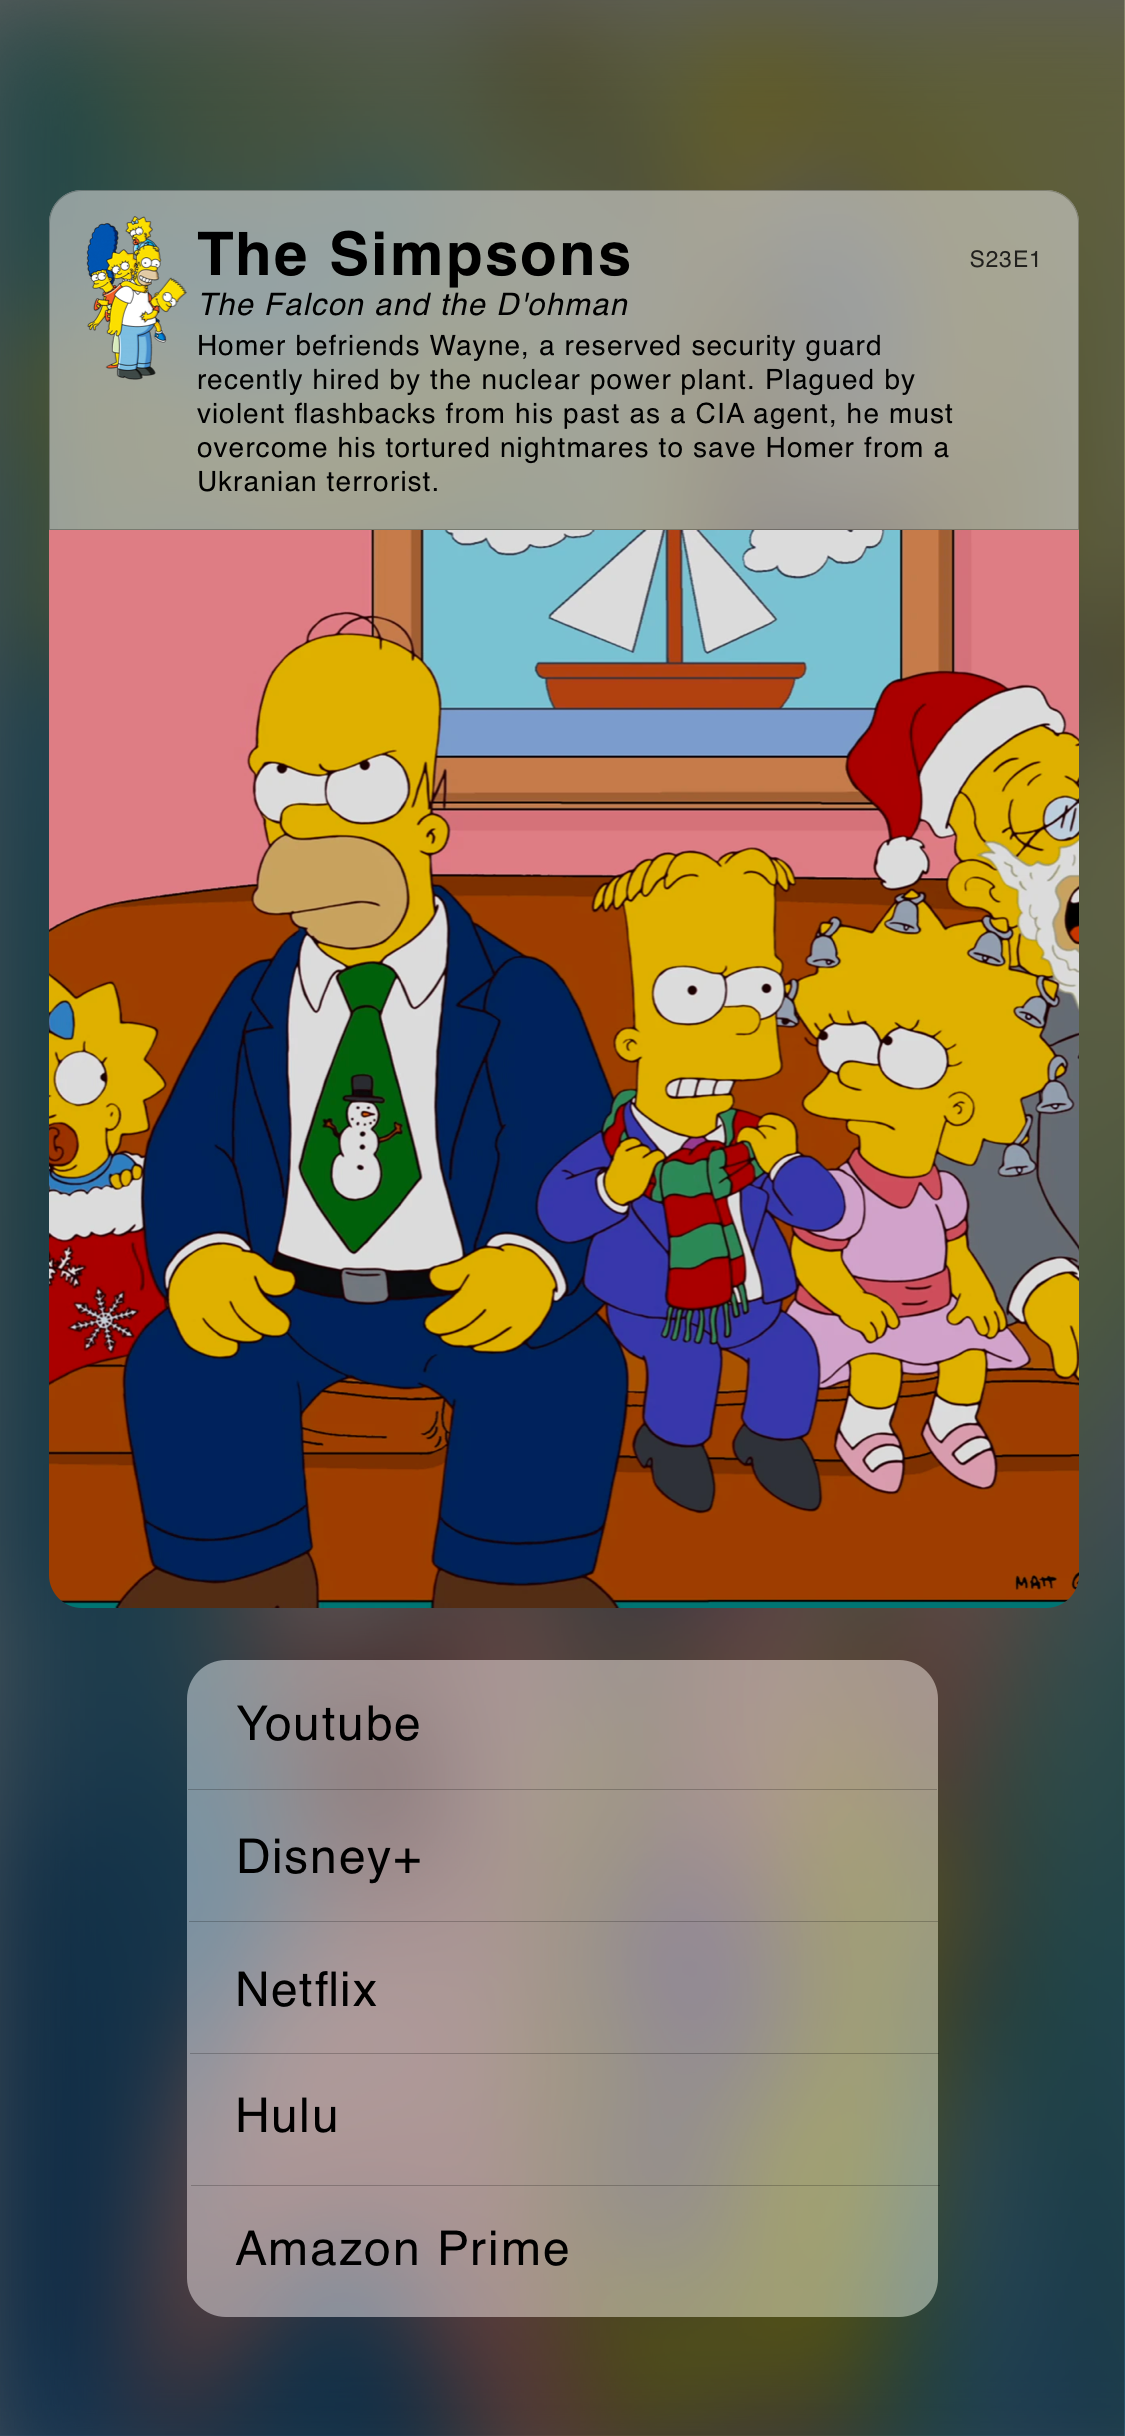 The Simpsons
S23E1
The Falcon and the D'ohman
Homer befriends Wayne, a reserved security guard
recently hired by the nuclear power plant. Plagued by
violent flashbacks from his past as a CIA agent, he must
overcome his tortured nightmares to save Homer from a
Ukranian terrorist.
MATT
Youtube
Disney+
Netflix
Hulu
Amazon Prime